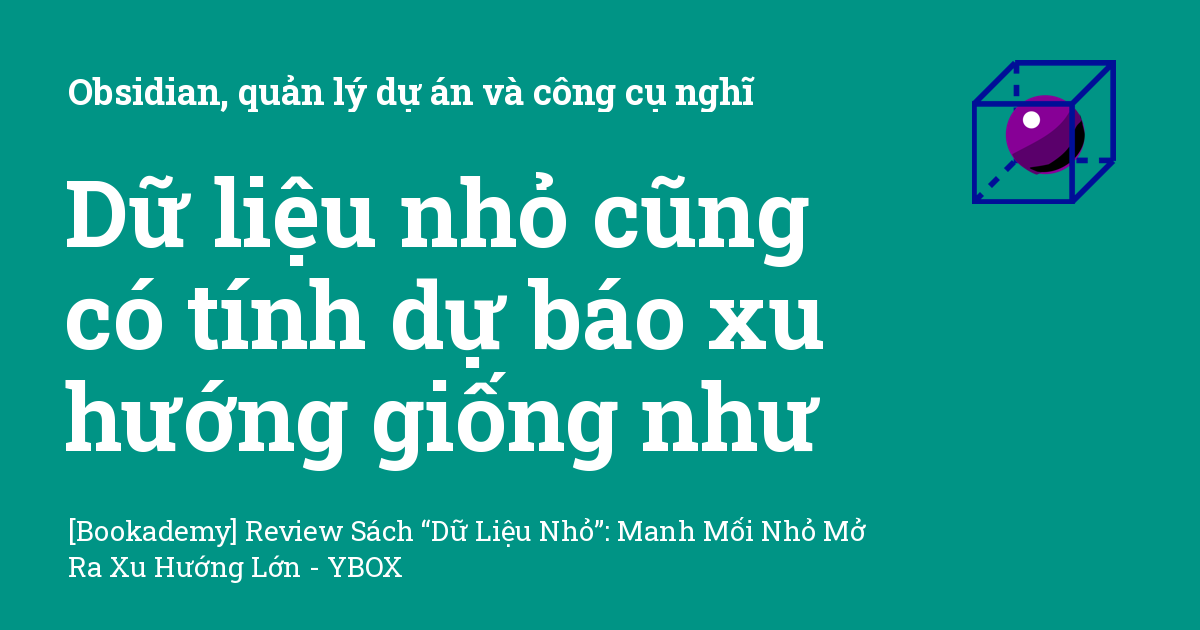 Obsidian, quản lý dự án và công cụ nghĩ
Dữ liệu nhỏ cũng
có tính dự báo xu
hướng giống như
[Bookademy] Review Sách “Dữ Liệu Nhỏ”: Manh Mối Nhỏ Mở
Ra Xu Hướng Lớn - YBOX